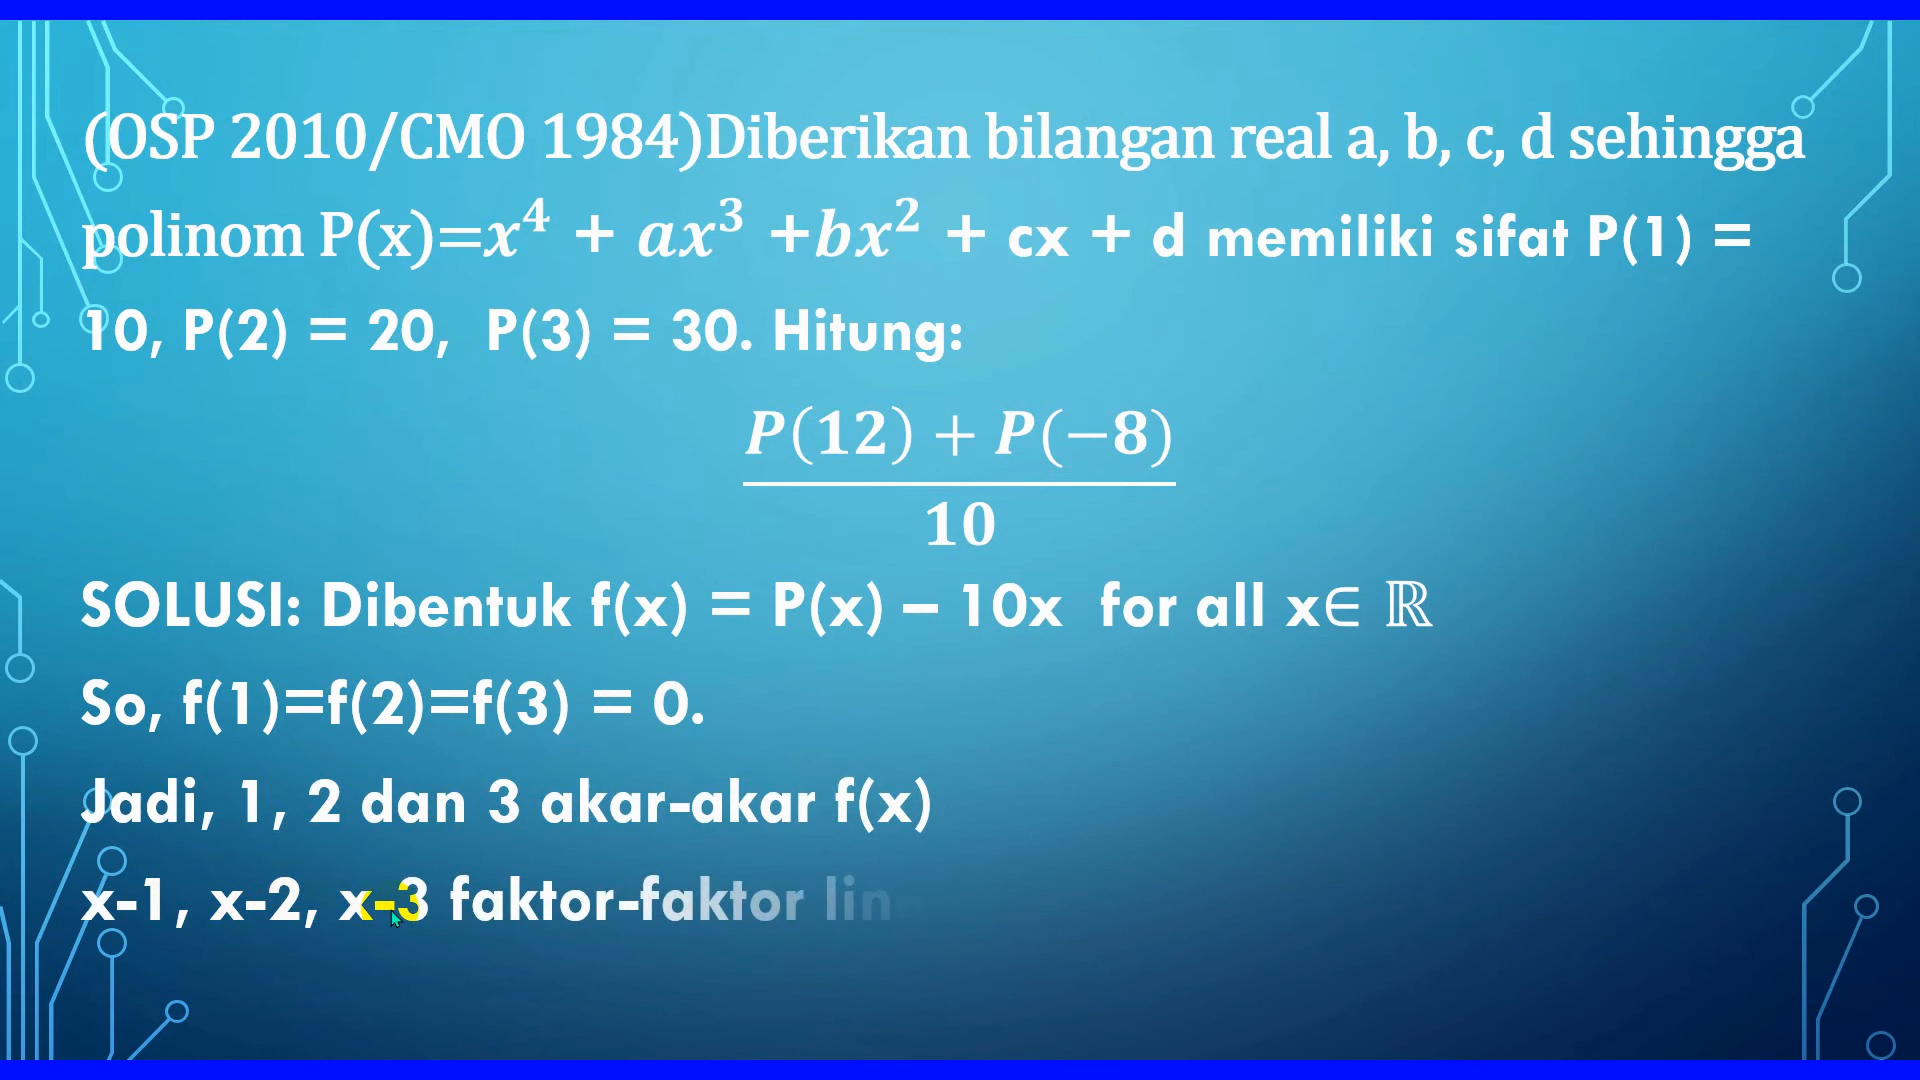 (OSP 2010/CMO 1984)Diberikan bilangan real a, b, c, d sehingga
polinom P(x)=x⁴ + ax³ +bx² + cx + d memiliki sifat P(1) =
10, P(2) = 20, P(3) = 30. Hitung:
P(12) + P(−8)
10
SOLUSI: Dibentuk f(x) = P(x) – 10x for all x∈ ℝ
So, f(1)=f(2)=f(3) = 0.
Jadi, 1, 2 dan 3 akar-akar f(x)
x-1, x-2, x-3 faktor-faktor lin